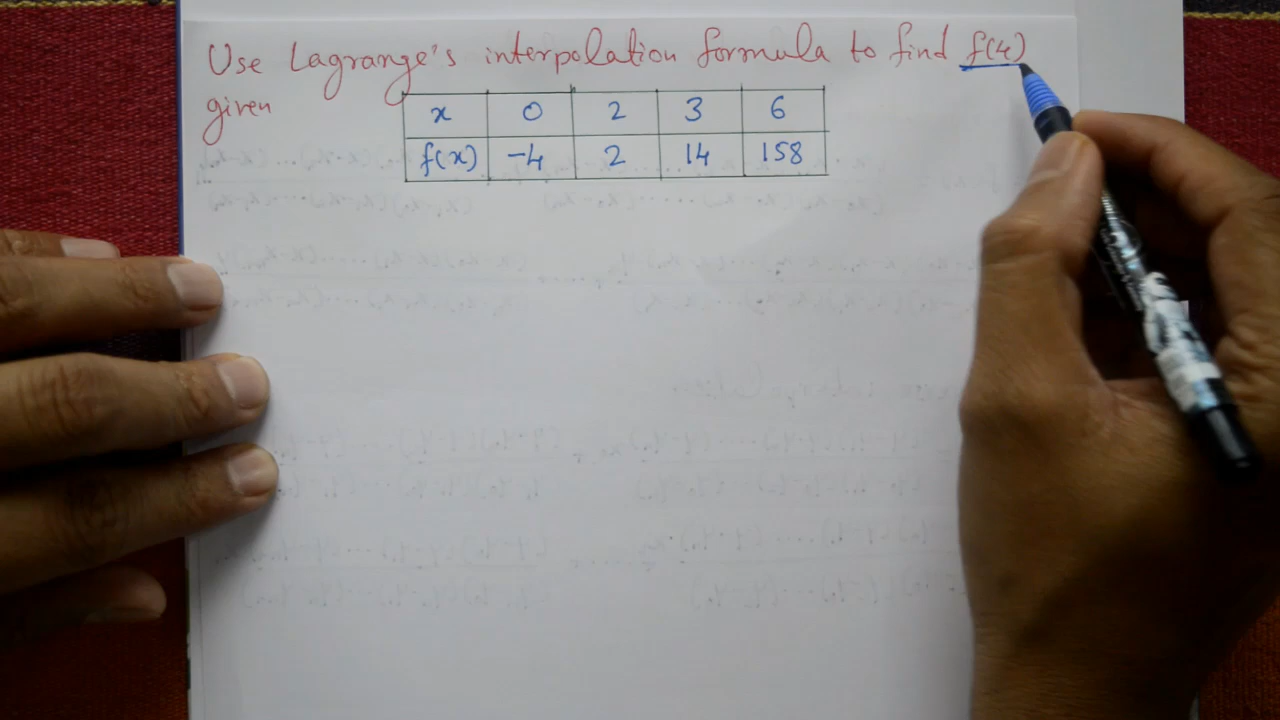 Use Lagrange's interpolation formula to find f(4)
given
x 0 2 3 6
f(x) -4 2 14 158